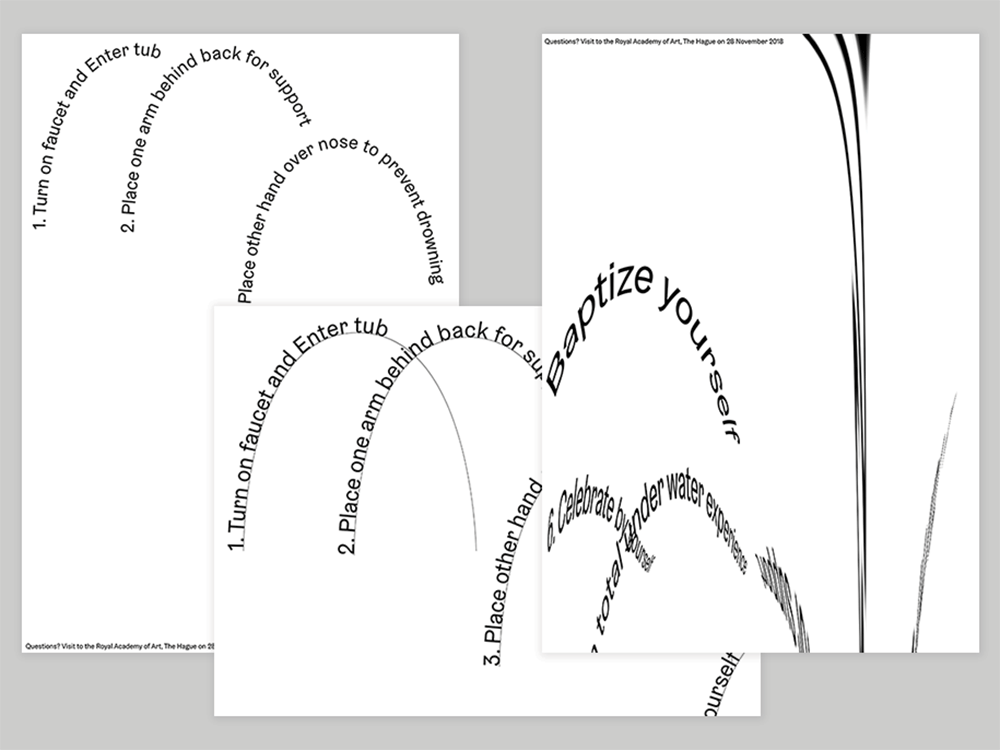 1. Turn on faucet and Enter tub
2. Place one arm behind back for support
Place other hand over nose to prevent drowning
Questions? Visit to the Royal Academy of Art, The Hague on
1. Turn on faucet and Enter tub
2. Place one arm behind back for
3. Place other hand
ourself
Questions? Visit to the Royal Academy of Art, The Hague on 28 November 2018
Baptize yourself
6. Celebrate by yourself
total under water experience